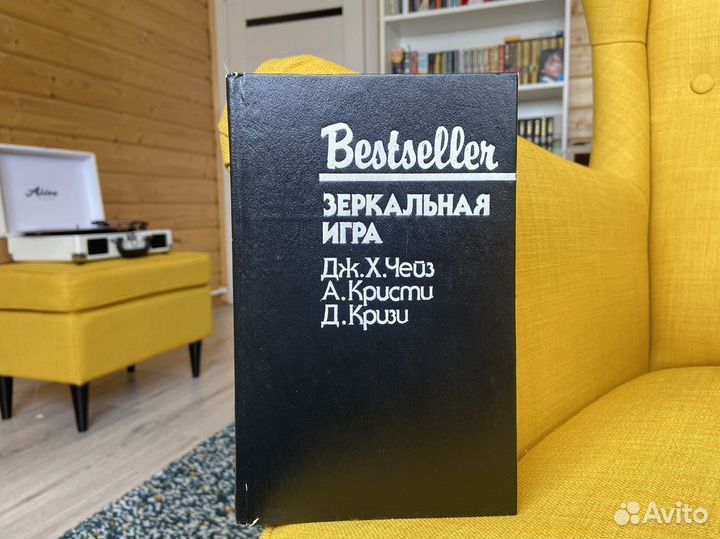 Bestseller
ЗЕРКАЛЬНАЯ
ИГРА
Дж.Х.Чейз
А.Кристи
Д.Кризи
Avito